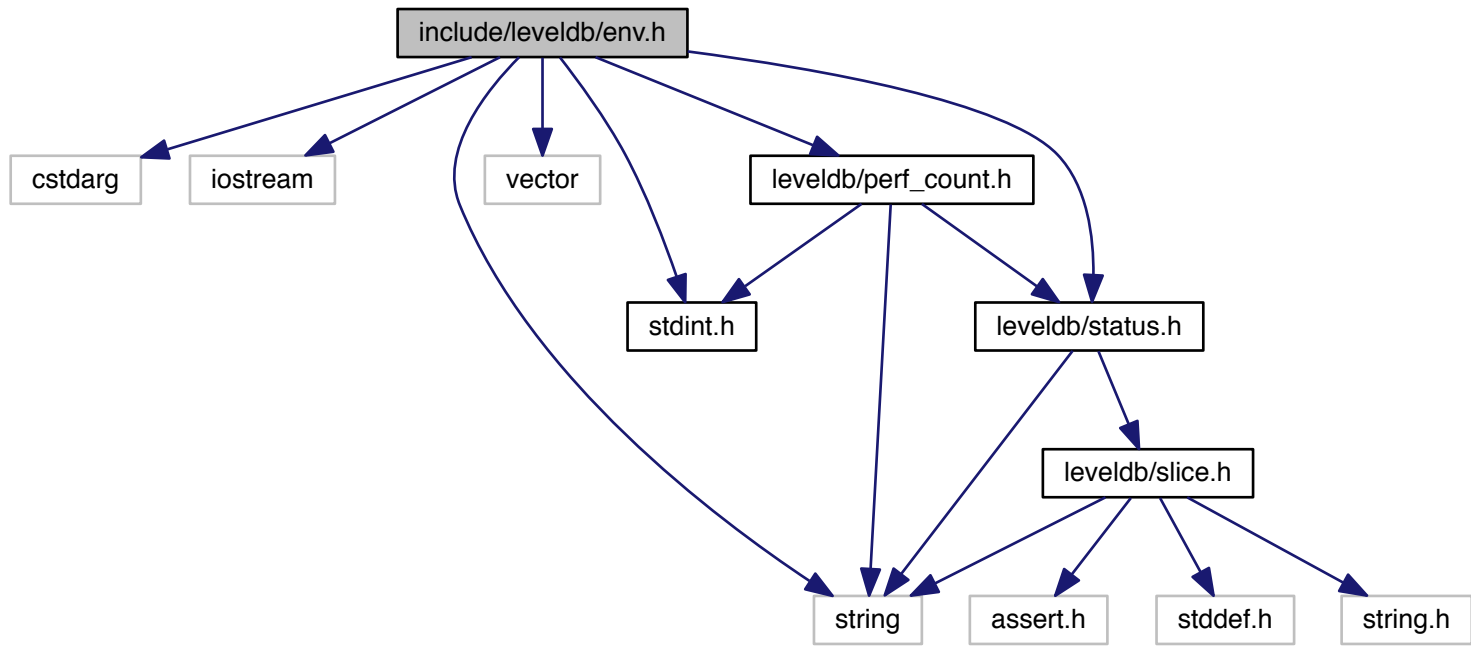 include/leveldb/env.h
cstdarg
iostream
vector
leveldb/perf_count.h
stdint.h
leveldb/status.h
leveldb/slice.h
string
assert.h
stddef.h
string.h